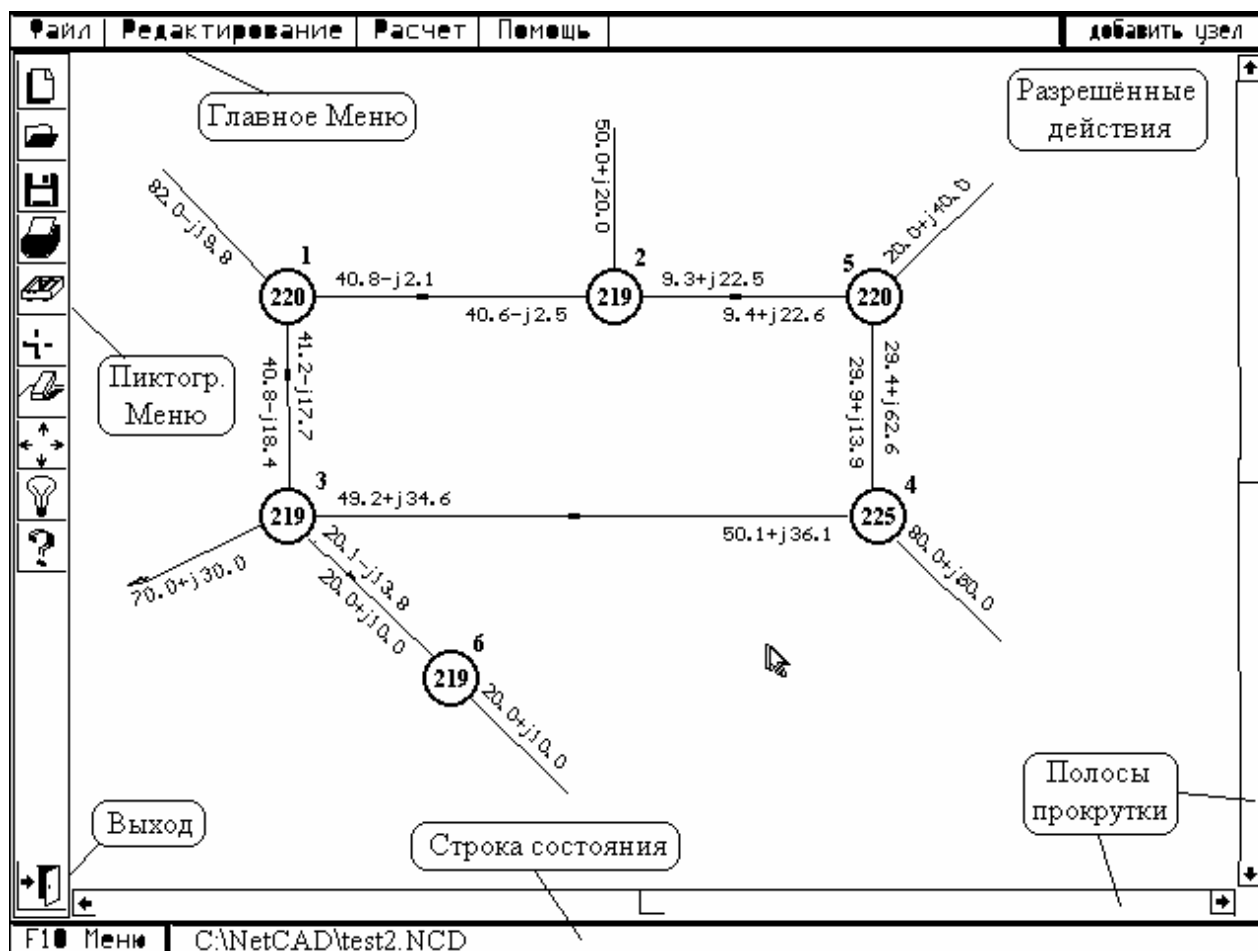 Файл Редактирование Расчет Помощь добавить узел
Главное Меню
Разрешённые
действия
50.0+j20.0
82.0-j19.8
20.0+j40.0
1
2
5
220
40.8-j2.1
40.6-j2.5
219
9.3+j22.5
9.4+j22.6
220
Пиктогр.
Меню
41.2-j17.7
40.8-j18.4
29.4+j62.6
29.9+j13.9
3
4
219
49.2+j34.6
50.1+j36.1
225
70.0+j30.0
20.1-j13.8
20.0+j10.0
80.0+j50.0
6
219
20.0+j10.0
Полосы
прокрутки
Выход
Строка состояния
F10 Меню C:\NetCAD\test2.NCD